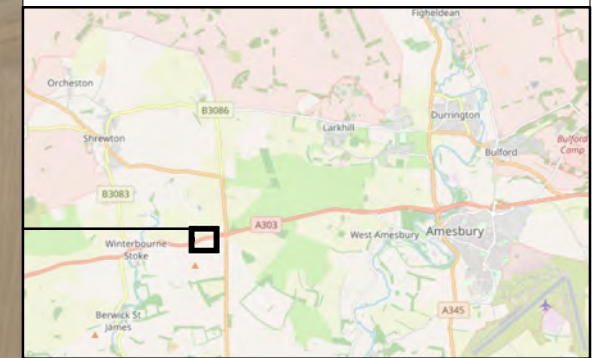 Figheldean
Orcheston
B3086
Durrington
Larkhill
Shrewton
Bulford
Bulford
Camp
B3083
A303
West Amesbury
Amesbury
Winterbourne
Stoke
A345
Berwick St
James